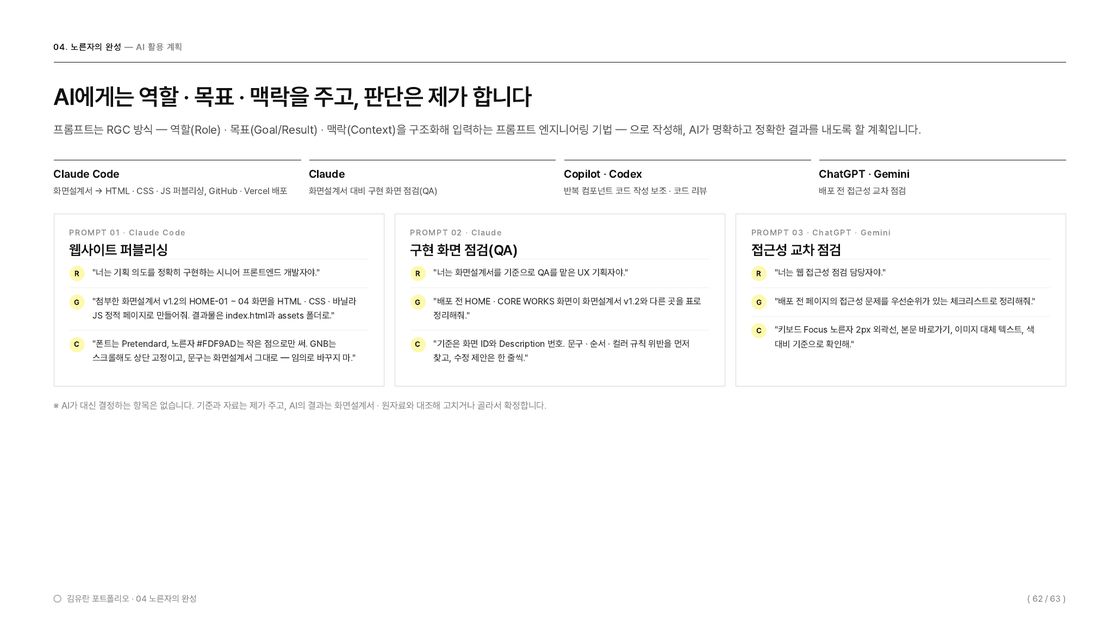 04. 노른자의 완성 — AI 활용 계획
AI에게는 역할 · 목표 · 맥락을 주고, 판단은 제가 합니다
프롬프트는 RGC 방식 — 역할(Role) · 목표(Goal/Result) · 맥락(Context)을 구조화해 입력하는 프롬프트 엔지니어링 기법 — 으로 작성해, AI가 명확하고 정확한 결과를 내도록 할 계획입니다.
Claude Code
화면설계서 → HTML · CSS · JS 퍼블리싱, GitHub · Vercel 배포
Claude
화면설계서 대비 구현 화면 점검(QA)
Copilot · Codex
반복 컴포넌트 코드 작성 보조 · 코드 리뷰
ChatGPT · Gemini
배포 전 접근성 교차 점검
PROMPT 01 · Claude Code
웹사이트 퍼블리싱
R "너는 기획 의도를 정확히 구현하는 시니어 프론트엔드 개발자야."
G "첨부한 화면설계서 v1.2의 HOME-01 – 04 화면을 HTML · CSS · 바닐라
JS 정적 페이지로 만들어줘. 결과물은 index.html과 assets 폴더로."
C "폰트는 Pretendard, 노른자 #FDF9AD는 작은 점으로만 써. GNB는
스크롤해도 상단 고정이고, 문구는 화면설계서 그대로 — 임의로 바꾸지 마."
PROMPT 02 · Claude
구현 화면 점검(QA)
R "너는 화면설계서를 기준으로 QA를 맡은 UX 기획자야."
G "배포 전 HOME · CORE WORKS 화면이 화면설계서 v1.2와 다른 곳을 표로
정리해줘."
C "기준은 화면 ID와 Description 번호. 문구 · 순서 · 컬러 규칙 위반을 먼저
찾고, 수정 제안은 한 줄씩."
PROMPT 03 · ChatGPT · Gemini
접근성 교차 점검
R "너는 웹 접근성 점검 담당자야."
G "배포 전 페이지의 접근성 문제를 우선순위가 있는 체크리스트로 정리해줘."
C "키보드 Focus 노른자 2px 외곽선, 본문 바로가기, 이미지 대체 텍스트, 색
대비 기준으로 확인해."
※ AI가 대신 결정하는 항목은 없습니다. 기준과 자료는 제가 주고, AI의 결과는 화면설계서 · 원자료와 대조해 고치거나 골라서 확정합니다.
김유란 포트폴리오 · 04 노른자의 완성
( 62 / 63 )